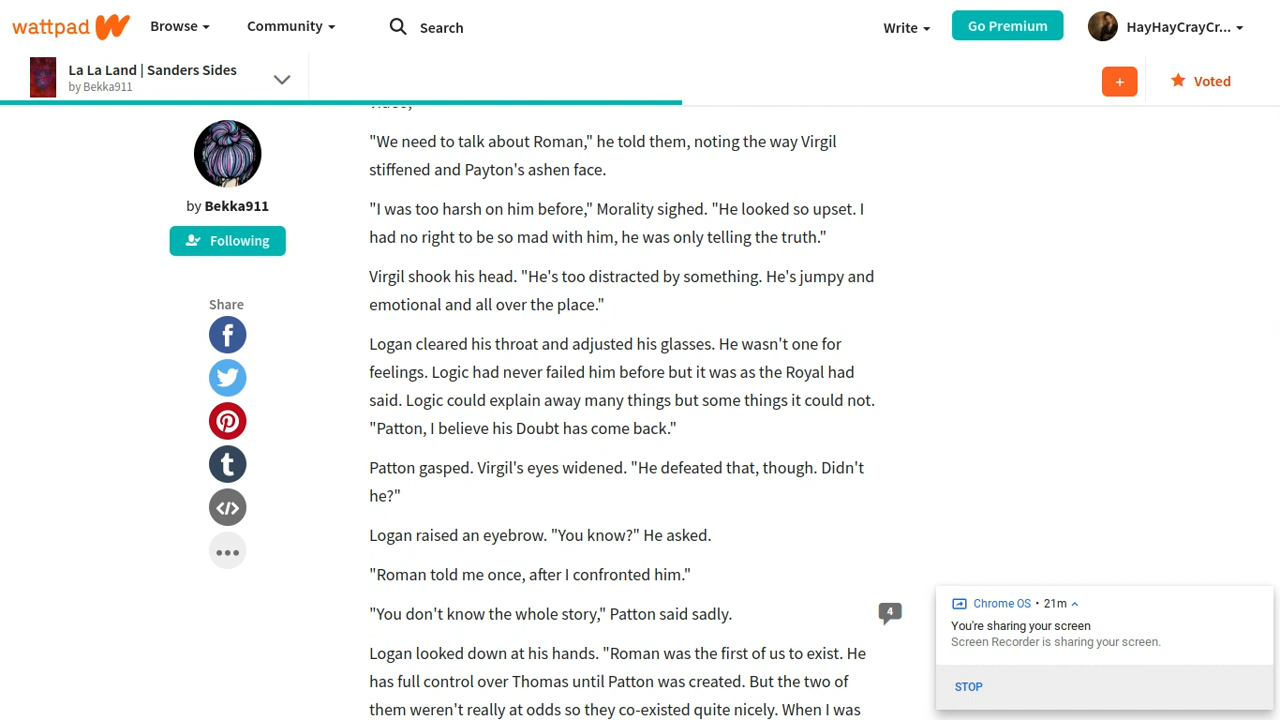 wattpad Browse Community Search Write Go Premium HayHayCrayCr...
La La Land | Sanders Sides
by Bekka911
+ Voted
"We need to talk about Roman," he told them, noting the way Virgil
stiffened and Payton's ashen face.
by Bekka911
Following
"I was too harsh on him before," Morality sighed. "He looked so upset. I
had no right to be so mad with him, he was only telling the truth."
Virgil shook his head. "He's too distracted by something. He's jumpy and
emotional and all over the place."
Share
Logan cleared his throat and adjusted his glasses. He wasn't one for
feelings. Logic had never failed him before but it was as the Royal had
said. Logic could explain away many things but some things it could not.
"Patton, I believe his Doubt has come back."
Patton gasped. Virgil's eyes widened. "He defeated that, though. Didn't
he?"
Logan raised an eyebrow. "You know?" He asked.
"Roman told me once, after I confronted him."
"You don't know the whole story," Patton said sadly.
4
Logan looked down at his hands. "Roman was the first of us to exist. He
has full control over Thomas until Patton was created. But the two of
them weren't really at odds so they co-existed quite nicely. When I was
Chrome OS • 21m
You're sharing your screen
Screen Recorder is sharing your screen.
STOP